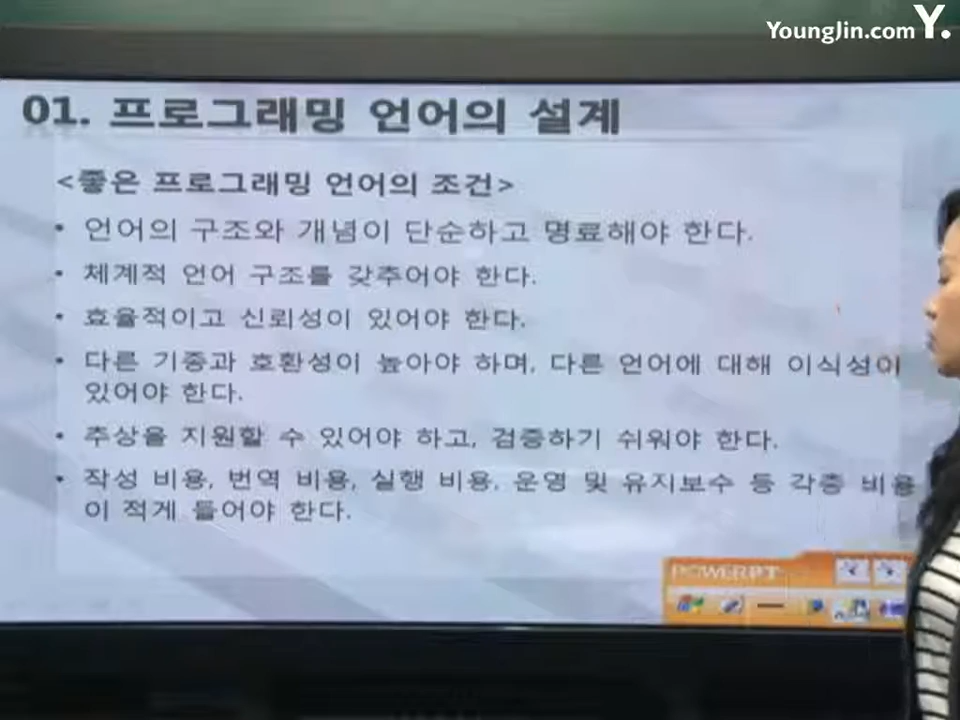 YoungJin.com Y.
01. 프로그래밍 언어의 설계
<좋은 프로그래밍 언어의 조건>
• 언어의 구조와 개념이 단순하고 명료해야 한다.
• 체계적 언어 구조를 갖추어야 한다.
• 효율적이고 신뢰성이 있어야 한다.
• 다른 기종과 호환성이 높아야 하며, 다른 언어에 대해 이식성이
있어야 한다.
• 추상을 지원할 수 있어야 하고, 검증하기 쉬워야 한다.
• 작성 비용, 번역 비용, 실행 비용, 운영 및 유지보수 등 각종 비용
이 적게 들어야 한다.
POWERPT